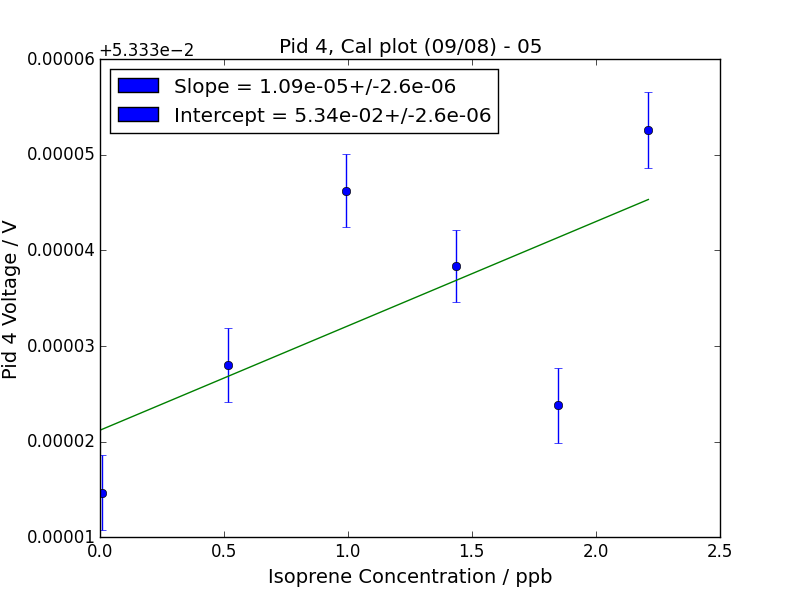 Pid 4, Cal plot (09/08) - 05
+5.333e-2
0.00006
0.00005
0.00004
0.00003
0.00002
0.00001
Pid 4 Voltage / V
Slope = 1.09e-05+/-2.6e-06
Intercept = 5.34e-02+/-2.6e-06
0.0
0.5
1.0
1.5
2.0
2.5
Isoprene Concentration / ppb